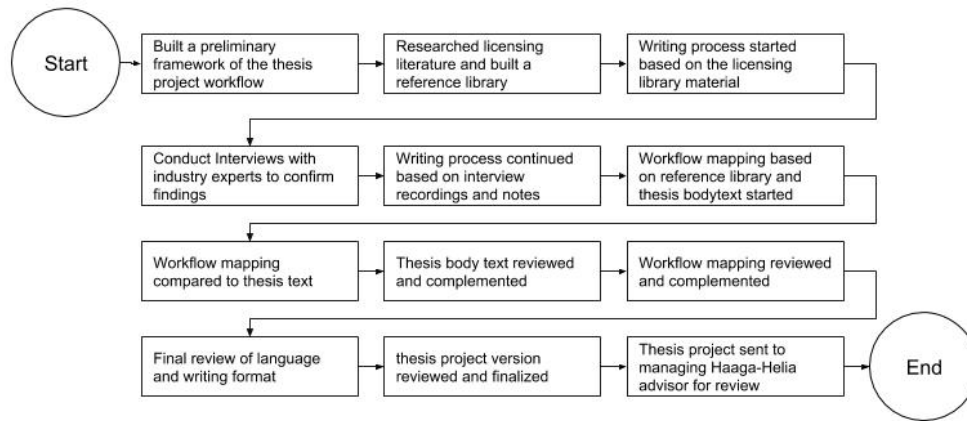 Start
Built a preliminary
framework of the thesis
project workflow
Researched licensing
literature and built a
reference library
Writing process started
based on the licensing
library material
Conduct Interviews with
industry experts to confirm
findings
Writing process continued
based on interview
recordings and notes
Workflow mapping based
on reference library and
thesis bodytext started
Workflow mapping
compared to thesis text
Thesis body text reviewed
and complemented
Workflow mapping reviewed
and complemented
Final review of language
and writing format
thesis project version
reviewed and finalized
Thesis project sent to
managing Haaga-Helia
advisor for review
End